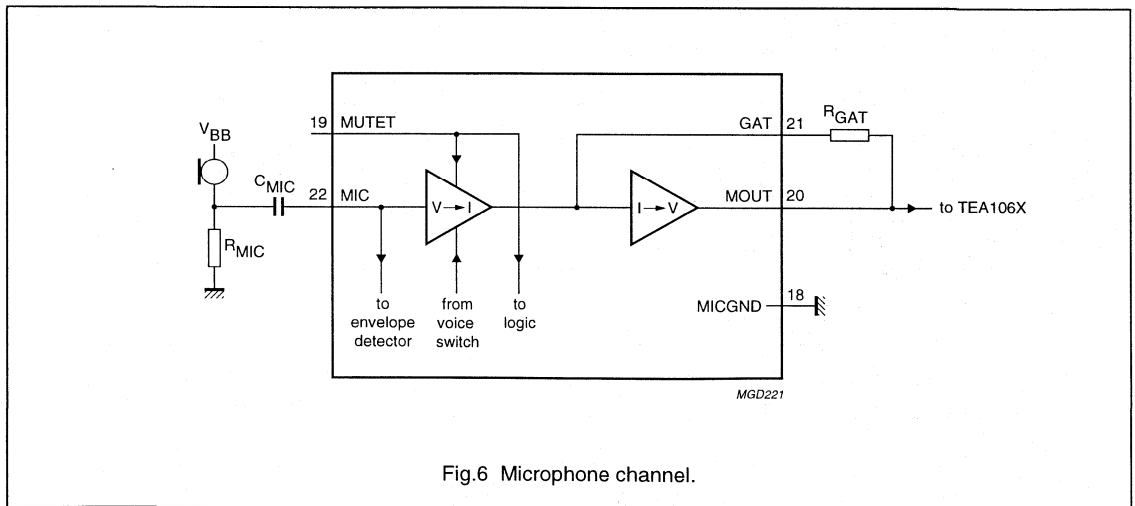 VBB
CMIC
RMIC
19 MUTET
22 MIC
V → I
I → V
GAT 21
RGAT
MOUT 20
to TEA106X
MICGND 18
to envelope detector
from voice switch
to logic
MGD221
Fig.6 Microphone channel.